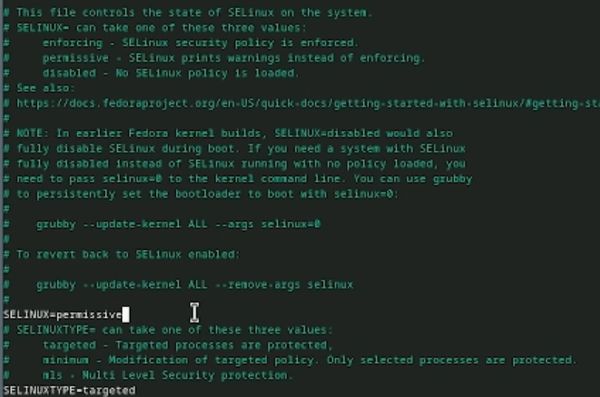 # This file controls the state of SELinux on the system.
# SELINUX= can take one of these three values:
#     enforcing - SELinux security policy is enforced.
#     permissive - SELinux prints warnings instead of enforcing.
#     disabled - No SELinux policy is loaded.
# See also:
# https://docs.fedoraproject.org/en-US/quick-docs/getting-started-with-selinux/#getting-sta
#
# NOTE: In earlier Fedora kernel builds, SELINUX=disabled would also
# fully disable SELinux during boot. If you need a system with SELinux
# fully disabled instead of SELinux running with no policy loaded, you
# need to pass selinux=0 to the kernel command line. You can use grubby
# to persistently set the bootloader to boot with selinux=0:
#
#    grubby --update-kernel ALL --args selinux=0
#
# To revert back to SELinux enabled:
#
#    grubby --update-kernel ALL --remove-args selinux
#
SELINUX=permissive
# SELINUXTYPE= can take one of these three values:
#     targeted - Targeted processes are protected,
#     minimum - Modification of targeted policy. Only selected processes are protected.
#     mls - Multi Level Security protection.
SELINUXTYPE=targeted